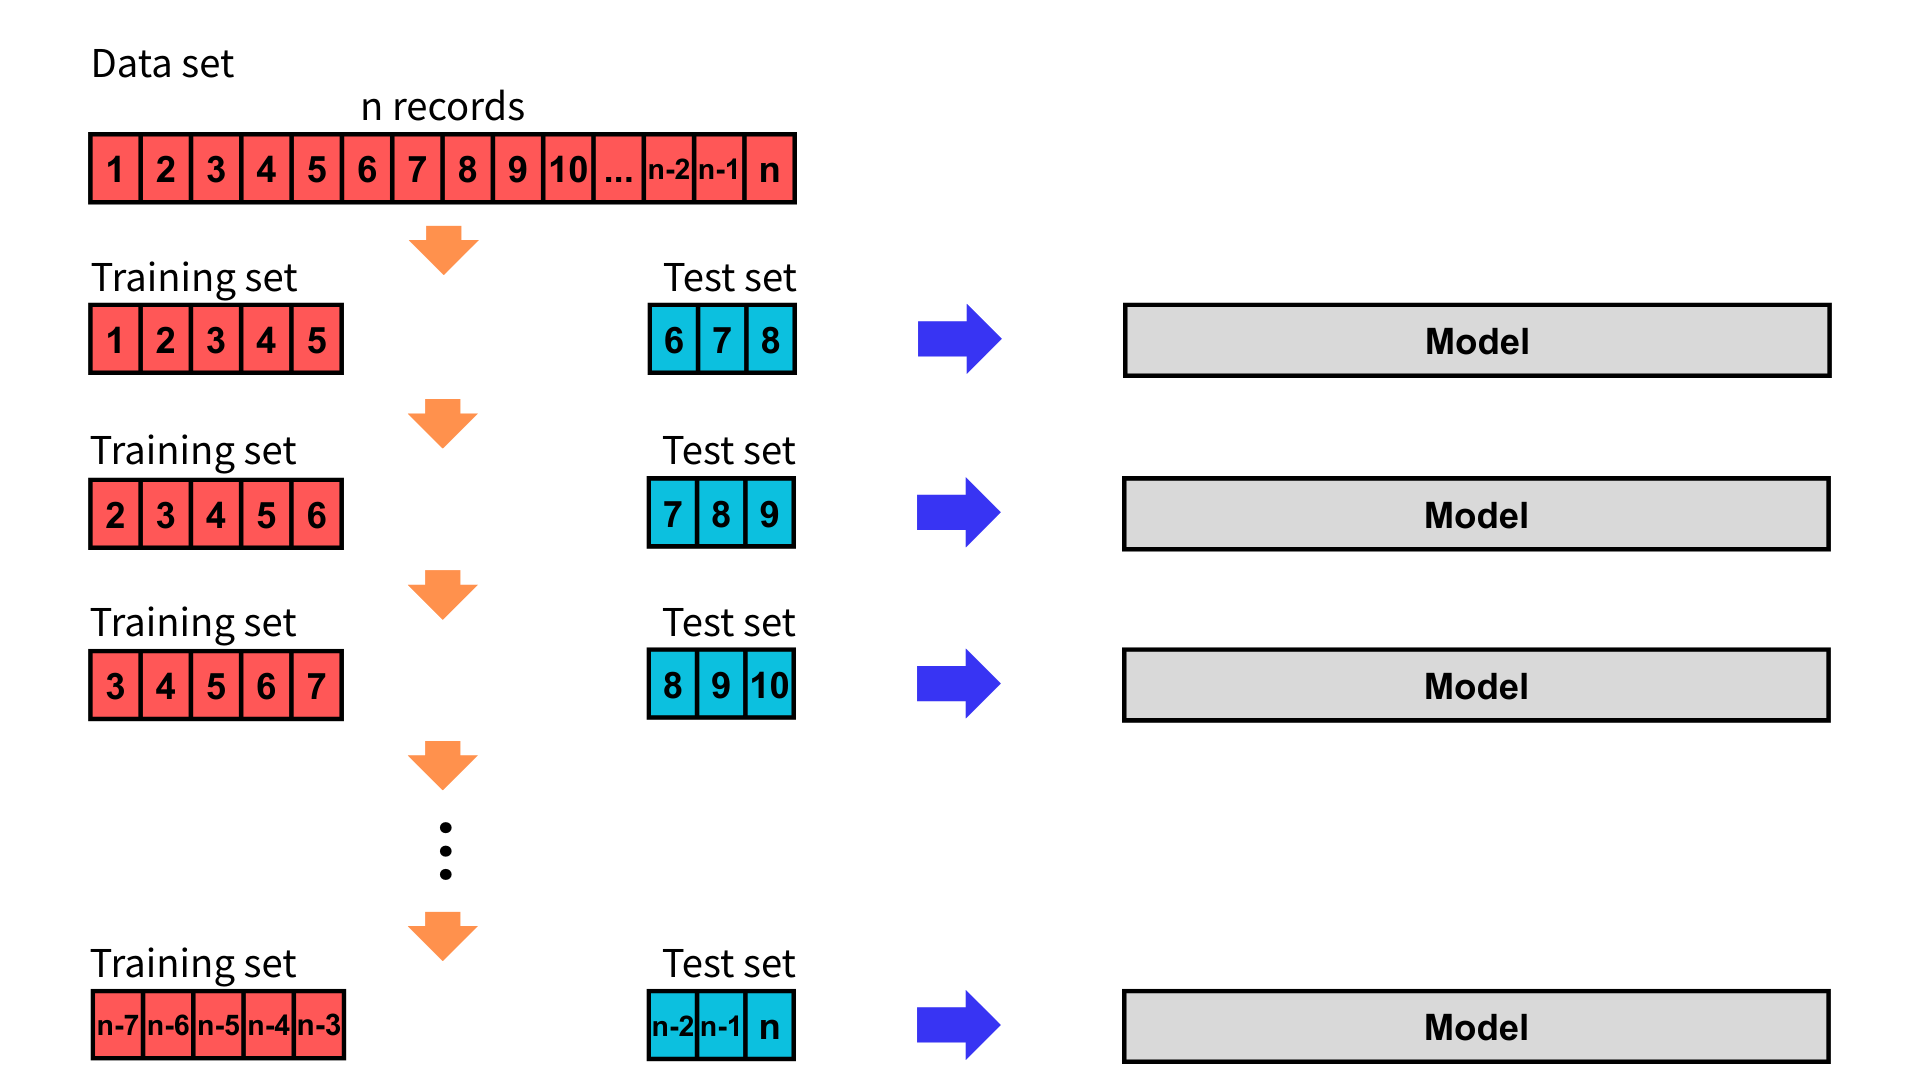 Data set
n records
1 2 3 4 5 6 7 8 9 10 ... n-2 n-1 n
Training set Test set
1 2 3 4 5 6 7 8 Model
Training set Test set
2 3 4 5 6 7 8 9 Model
Training set Test set
3 4 5 6 7 8 9 10 Model
Training set Test set
n-7 n-6 n-5 n-4 n-3 n-2 n-1 n Model